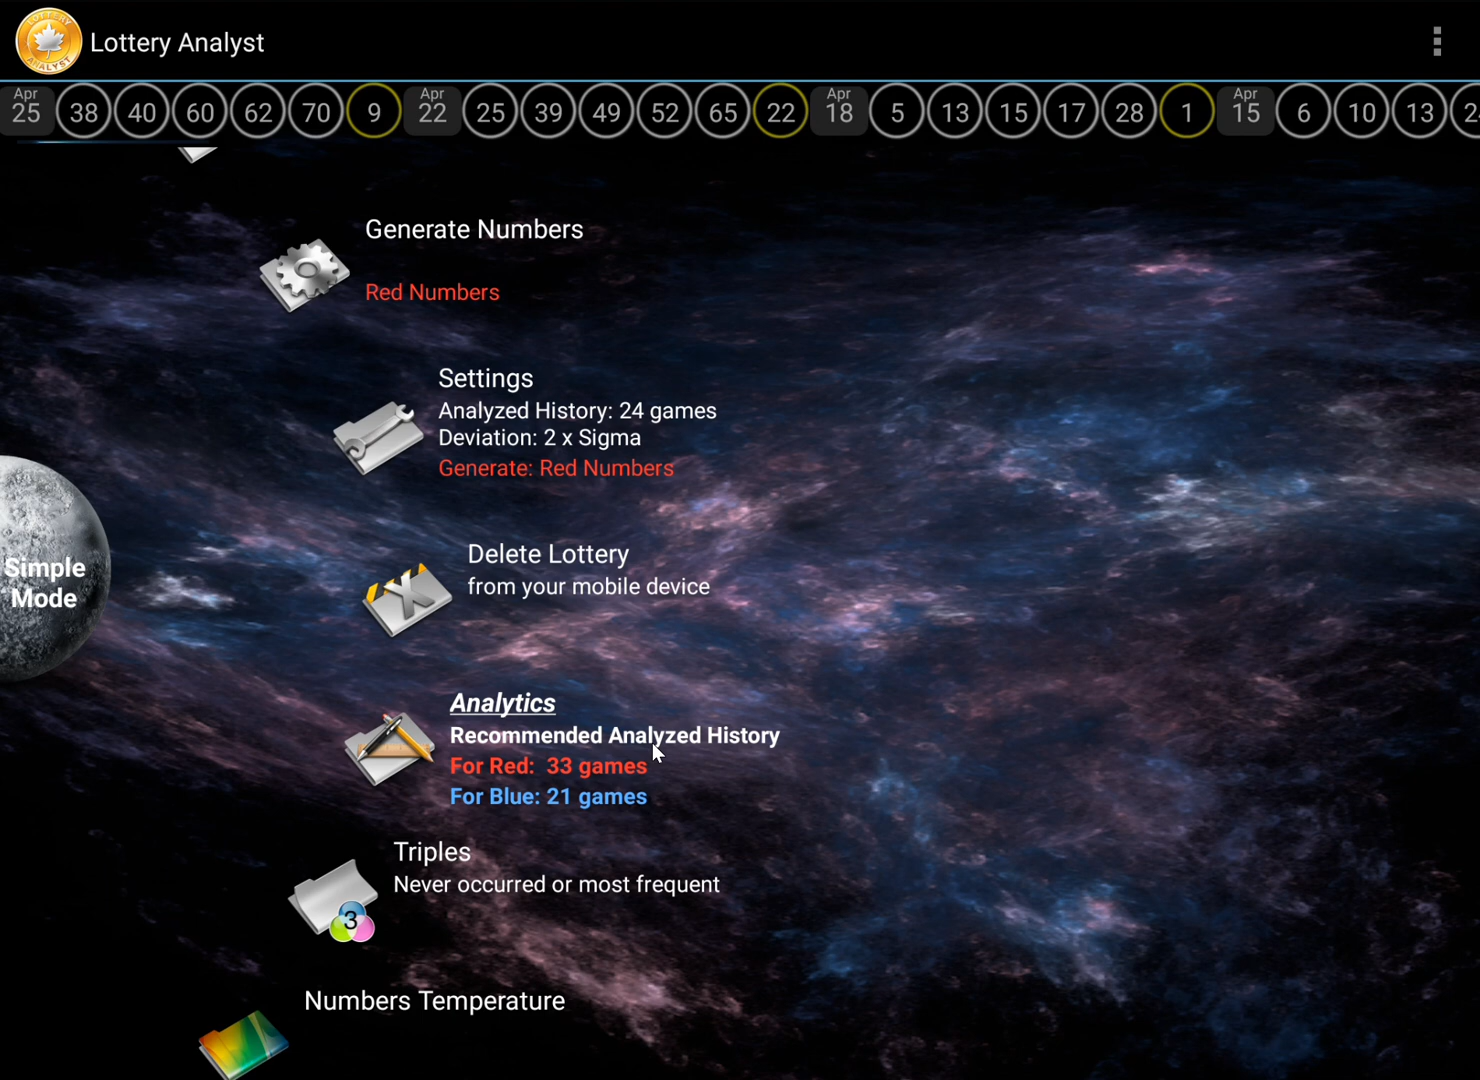 LOTTERY ANALYST
Lottery Analyst
Apr 25 38 40 60 62 70 9 Apr 22 25 39 49 52 65 22 Apr 18 5 13 15 17 28 1 Apr 15 6 10 13
Generate Numbers
Red Numbers
Settings
Analyzed History: 24 games
Deviation: 2 x Sigma
Generate: Red Numbers
Simple
Mode
Delete Lottery
from your mobile device
Analytics
Recommended Analyzed History
For Red: 33 games
For Blue: 21 games
Triples
Never occurred or most frequent
3
Numbers Temperature